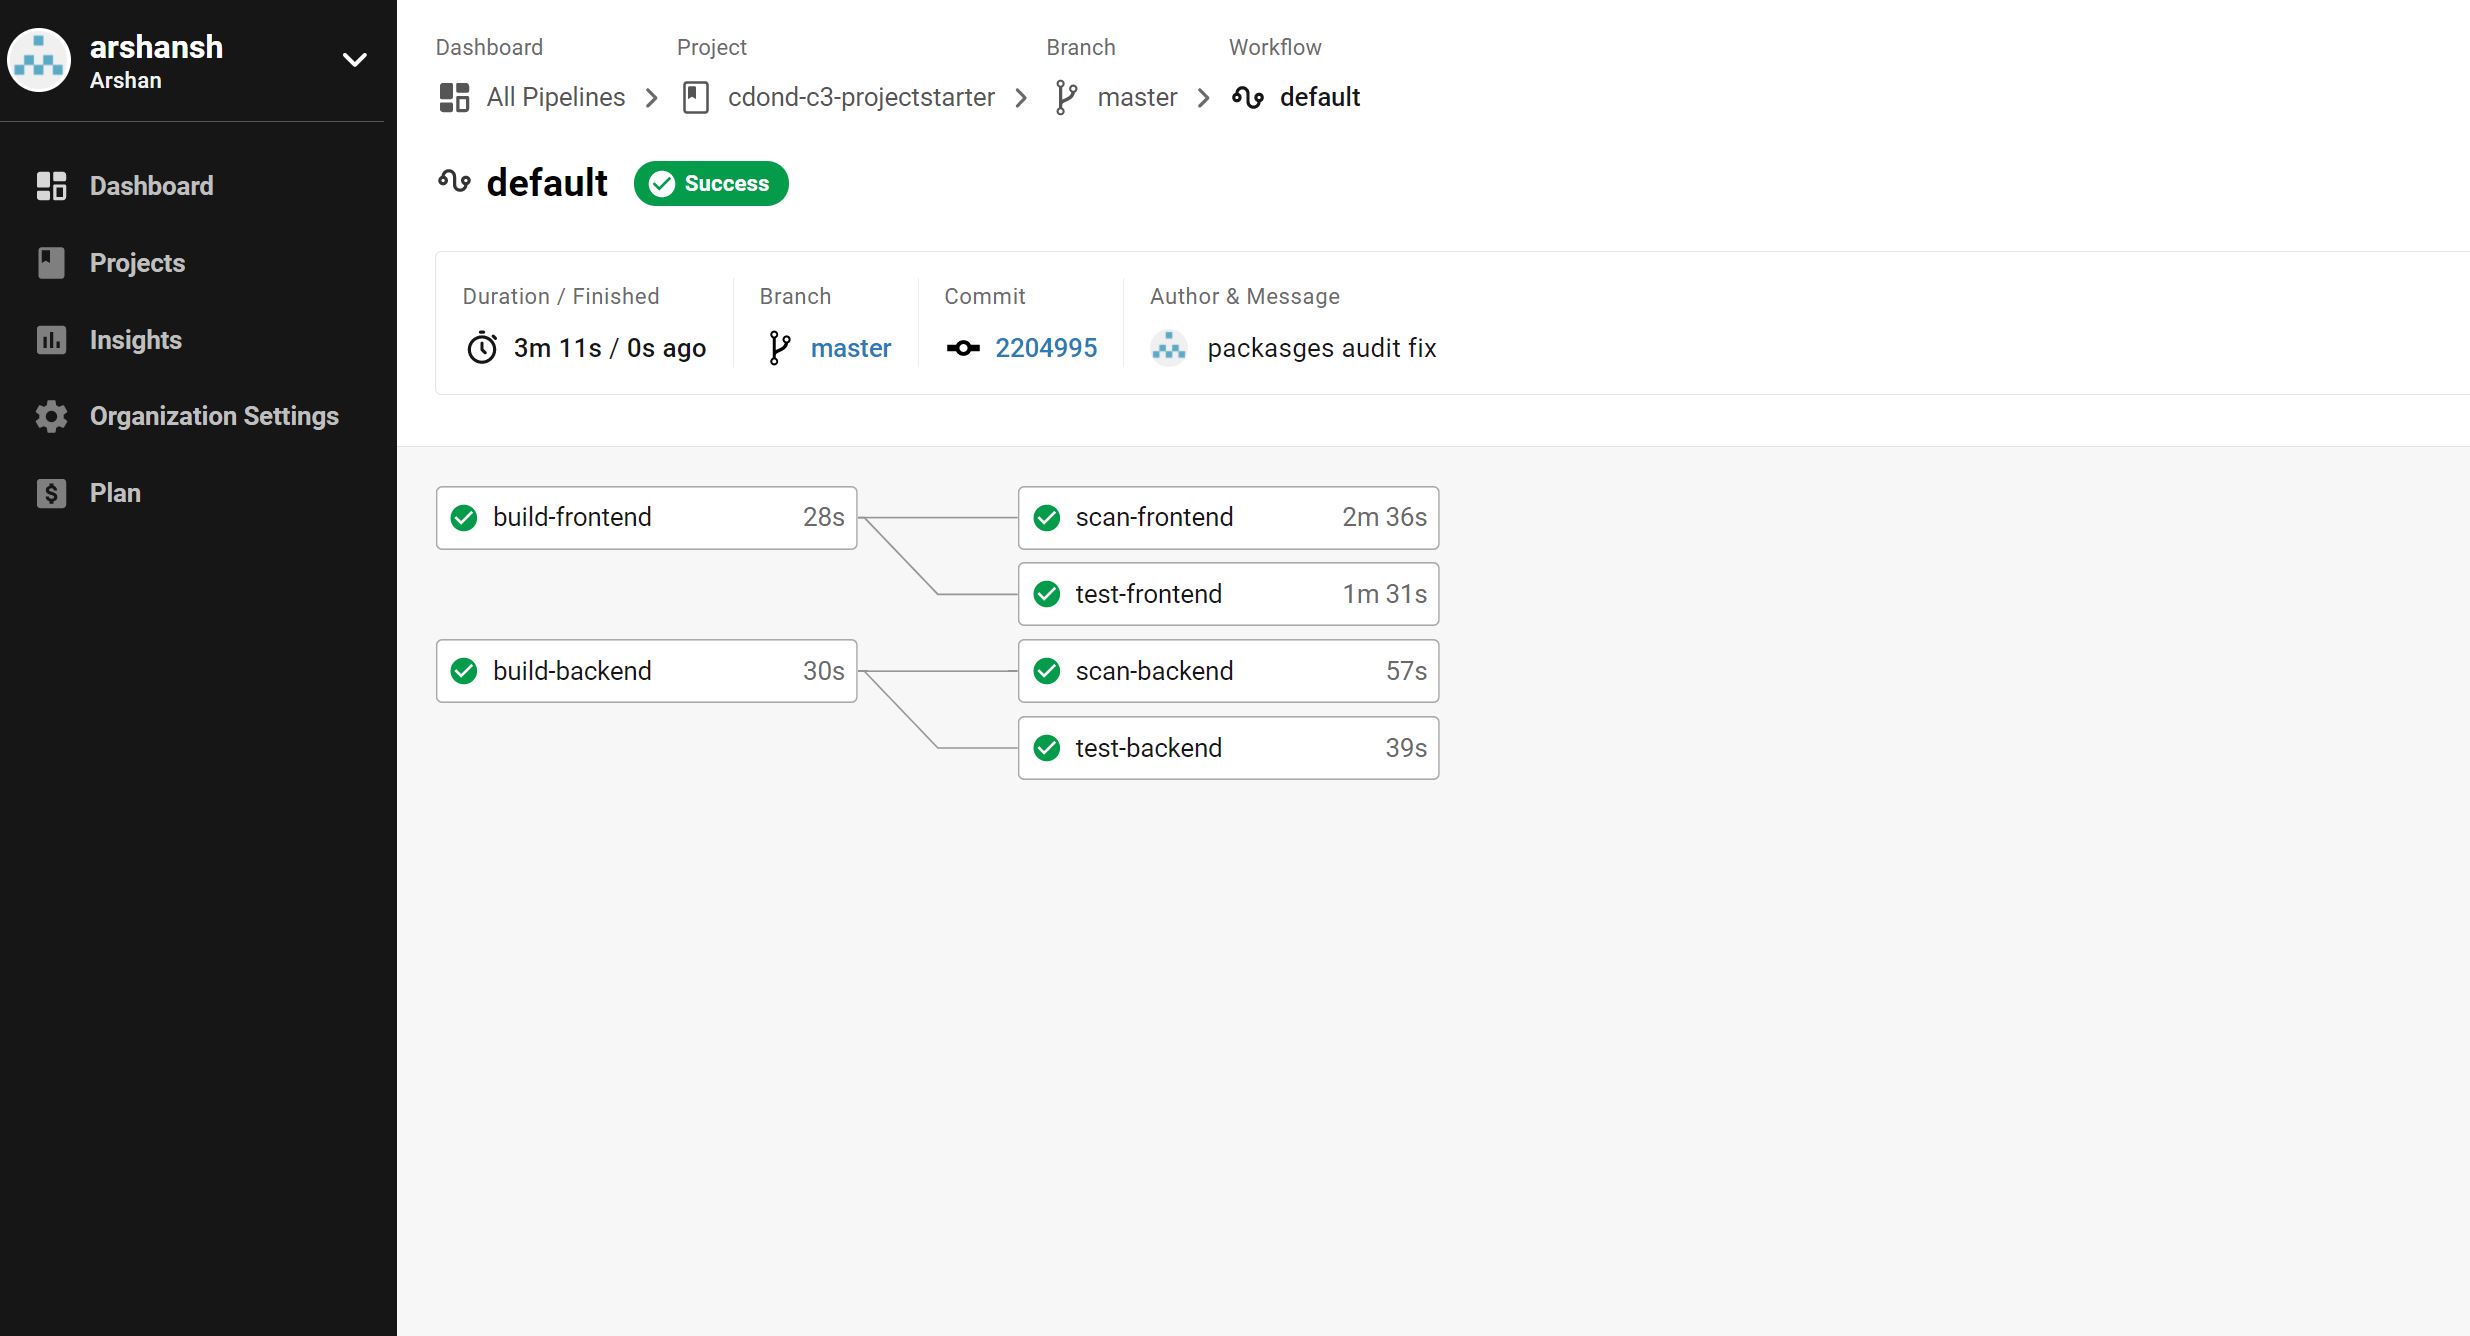 arshansh
Arshan
Dashboard
Projects
Insights
Organization Settings
Plan
Dashboard Project Branch Workflow
All Pipelines cdond-c3-projectstarter master default
default Success
Duration / Finished Branch Commit Author & Message
3m 11s / 0s ago master 2204995 packasges audit fix
build-frontend 28s scan-frontend 2m 36s
test-frontend 1m 31s
build-backend 30s scan-backend 57s
test-backend 39s